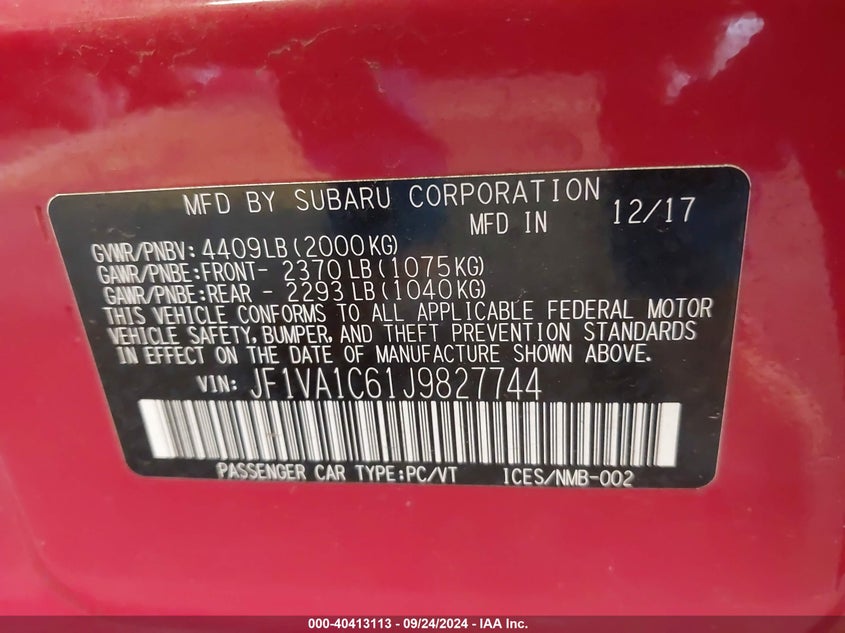 MFD BY SUBARU CORPORATION
MFD IN 12/17
GVWR/PNBV: 4409LB(2000KG)
GAWR/PNBE:FRONT- 2370LB(1075KG)
GAWR/PNBE:REAR - 2293LB(1040KG)
THIS VEHICLE CONFORMS TO ALL APPLICABLE FEDERAL MOTOR
VEHICLE SAFETY, BUMPER, AND THEFT PREVENTION STANDARDS
IN EFFECT ON THE DATE OF MANUFACTURE SHOWN ABOVE.
VIN: JF1VA1C61J9827744
PASSENGER CAR TYPE:PC/VT ICES/NMB-002
000-40413113 - 09/24/2024 - IAA Inc.